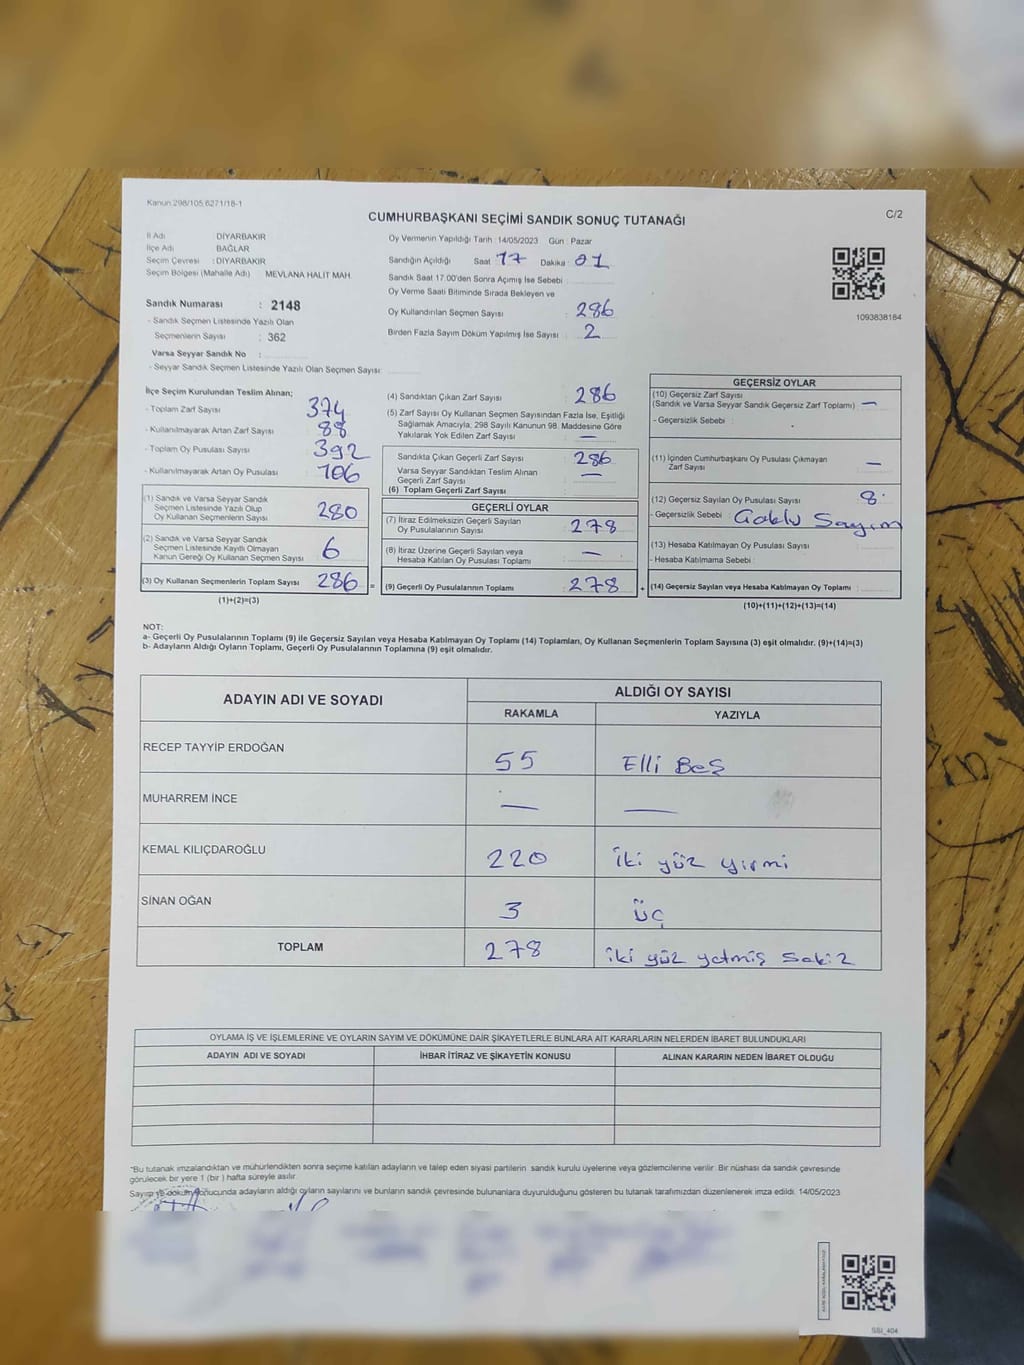 Kanun 298/105,6271/18-1
C/2
CUMHURBAŞKANI SEÇİMİ SANDIK SONUÇ TUTANAĞI
İl Adı : DİYARBAKIR
İlçe Adı : BAĞLAR
Seçim Çevresi : DİYARBAKIR
Seçim Bölgesi (Mahalle Adı) MEVLANA HALİT MAH.
Sandık Numarası : 2148
- Sandık Seçmen Listesinde Yazılı Olan
Seçmenlerin Sayısı : 362
Varsa Seyyar Sandık No :
- Seyyar Sandık Seçmen Listesinde Yazılı Olan Seçmen Sayısı:
Oy Vermenin Yapıldığı Tarih : 14/05/2023 Gün : Pazar
Sandığın Açıldığı Saat : 17 Dakika : 01
Sandık Saat 17.00'den Sonra Açımış İse Sebebi :
Oy Verme Saati Bitiminde Sırada Bekleyen ve
Oy Kullandırılan Seçmen Sayısı : 286
Birden Fazla Sayım Döküm Yapılmış İse Sayısı : 2
1093838184
İlçe Seçim Kurulundan Teslim Alınan;
- Toplam Zarf Sayısı 374
- Kullanılmayarak Artan Zarf Sayısı : 88
- Toplam Oy Pusulası Sayısı : 392
- Kullanılmayarak Artan Oy Pusulası : 106
(1) Sandık ve Varsa Seyyar Sandık
Seçmen Listesinde Yazılı Olup
Oy Kullanan Seçmenlerin Sayısı : 280
(2) Sandık ve Varsa Seyyar Sandık
Seçmen Listesinde Kayıtlı Olmayan
Kanun Gereği Oy Kullanan Seçmen Sayısı : 6
(3) Oy Kullanan Seçmenlerin Toplam Sayısı : 286 =
(1)+(2)=(3)
(4) Sandıktan Çıkan Zarf Sayısı : 286
(5) Zarf Sayısı Oy Kullanan Seçmen Sayısından Fazla İse, Eşitliği
Sağlamak Amacıyla; 298 Sayılı Kanunun 98. Maddesine Göre
Yakılarak Yok Edilen Zarf Sayısı : —
Sandıkta Çıkan Geçerli Zarf Sayısı : 286
Varsa Seyyar Sandıktan Teslim Alınan
Geçerli Zarf Sayısı : —
(6) Toplam Geçerli Zarf Sayısı :
GEÇERLİ OYLAR
(7) İtiraz Edilmeksizin Geçerli Sayılan
Oy Pusulalarının Sayısı : 278
(8) İtiraz Üzerine Geçerli Sayılan veya
Hesaba Katılan Oy Pusulası Toplamı : —
(9) Geçerli Oy Pusulalarının Toplamı : 278 +
GEÇERSİZ OYLAR
(10) Geçersiz Zarf Sayısı
(Sandık ve Varsa Seyyar Sandık Geçersiz Zarf Toplamı) : —
- Geçersizlik Sebebi :
(11) İçinden Cumhurbaşkanı Oy Pusulası Çıkmayan
Zarf Sayısı : —
(12) Geçersiz Sayılan Oy Pusulası Sayısı : 8
- Geçersizlik Sebebi : Sayım
(13) Hesaba Katılmayan Oy Pusulası Sayısı :
- Hesaba Katılmama Sebebi :
(14) Geçersiz Sayılan veya Hesaba Katılmayan Oy Toplamı :
(10)+(11)+(12)+(13)=(14)
NOT:
a- Geçerli Oy Pusulalarının Toplamı (9) ile Geçersiz Sayılan veya Hesaba Katılmayan Oy Toplamı (14) Toplamları, Oy Kullanan Seçmenlerin Toplam Sayısına (3) eşit olmalıdır. (9)+(14)=(3)
b- Adayların Aldığı Oyların Toplamı, Geçerli Oy Pusulalarının Toplamına (9) eşit olmalıdır.
ADAYIN ADI VE SOYADI
ALDIĞI OY SAYISI
RAKAMLA YAZIYLA
RECEP TAYYİP ERDOĞAN 55 Elli Beş
MUHARREM İNCE — —
KEMAL KILIÇDAROĞLU 220 iki yüz yirmi
SİNAN OĞAN 3 üç
TOPLAM 278 iki yüz yetmiş sekiz
OYLAMA İŞ VE İŞLEMLERİNE VE OYLARIN SAYIM VE DÖKÜMÜNE DAİR ŞİKAYETLERLE BUNLARA AİT KARARLARIN NELERDEN İBARET BULUNDUKLARI
ADAYIN ADI VE SOYADI İHBAR İTİRAZ VE ŞİKAYETİN KONUSU ALINAN KARARIN NEDEN İBARET OLDUĞU
*Bu tutanak imzalandıktan ve mühürlendikten sonra seçime katılan adayların ve talep eden siyasi partilerin sandık kurulu üyelerine veya gözlemcilerine verilir. Bir nüshası da sandık çevresinde
görülecek bir yere 1 (bir) hafta süreyle asılır.
Sayım ve döküm sonucunda adayların aldığı oyların sayılarını ve bunların sandık çevresinde bulunanlara duyurulduğunu gösteren bu tutanak tarafımızdan düzenlenerek imza edildi. 14/05/2023
SSI_404